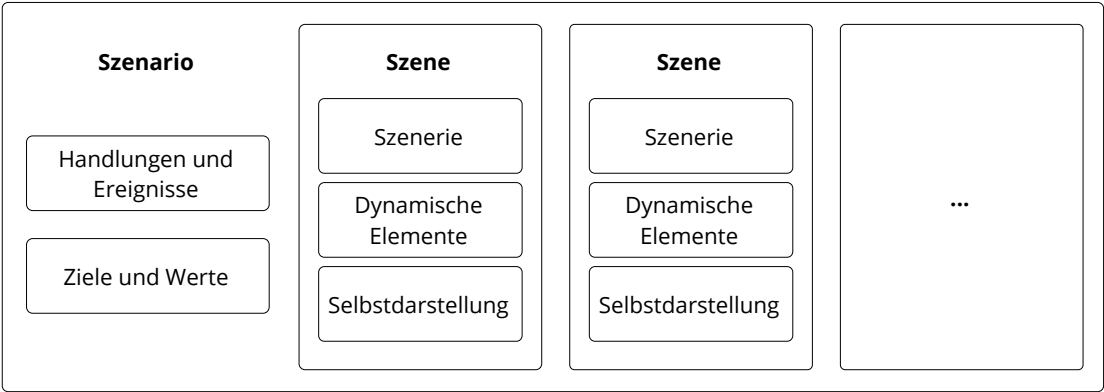 Szenario
Handlungen und
Ereignisse
Ziele und Werte
Szene
Szenerie
Dynamische
Elemente
Selbstdarstellung
Szene
Szenerie
Dynamische
Elemente
Selbstdarstellung
...